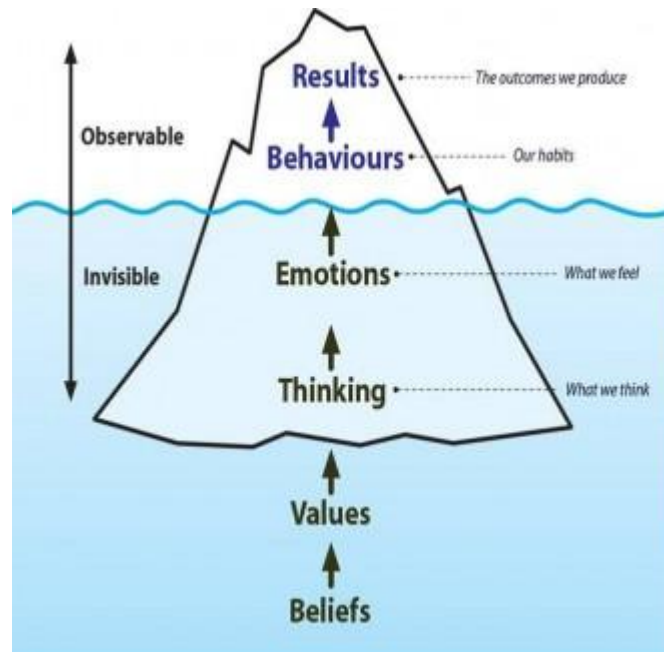 Results
The outcomes we produce
Observable
Behaviours
Our habits
Invisible
Emotions
What we feel
Thinking
What we think
Values
Beliefs